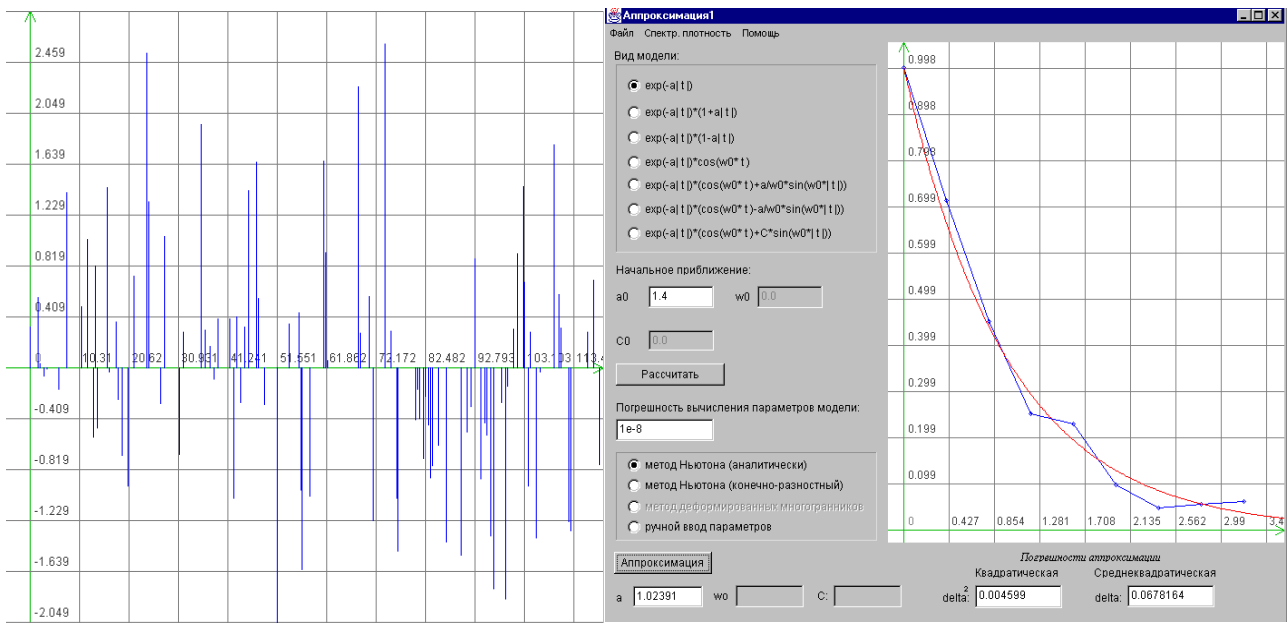 2.459
2.049
1.639
1.229
0.819
0.409
0 10.31 20.62 30.931 41.241 51.551 61.862 72.172 82.482 92.793 103.103 113.4
-0.409
-0.819
-1.229
-1.639
-2.049
Аппроксимация1
Файл Спектр. плотность Помощь
Вид модели:
exp(-a| t |)
exp(-a| t |)*(1+a| t |)
exp(-a| t |)*(1-a| t |)
exp(-a| t |)*cos(w0* t )
exp(-a| t |)*(cos(w0* t )+a/w0*sin(w0*| t |))
exp(-a| t |)*(cos(w0* t )-a/w0*sin(w0*| t |))
exp(-a| t |)*(cos(w0* t )+C*sin(w0*| t |))
Начальное приближение:
a0 1.4 w0 0.0
C0 0.0
Рассчитать
Погрешность вычисления параметров модели:
1e-8
метод Ньютона (аналитически)
метод Ньютона (конечно-разностный)
метод деформированных многогранников
ручной ввод параметров
Аппроксимация
a 1.02391 wo C:
0.998
0.898
0.798
0.699
0.599
0.499
0.399
0.299
0.199
0.099
0 0.427 0.854 1.281 1.708 2.135 2.562 2.99 3.4
Погрешности аппроксимации
Квадратическая Среднеквадратическая
delta:2 0.004599 delta: 0.0678164